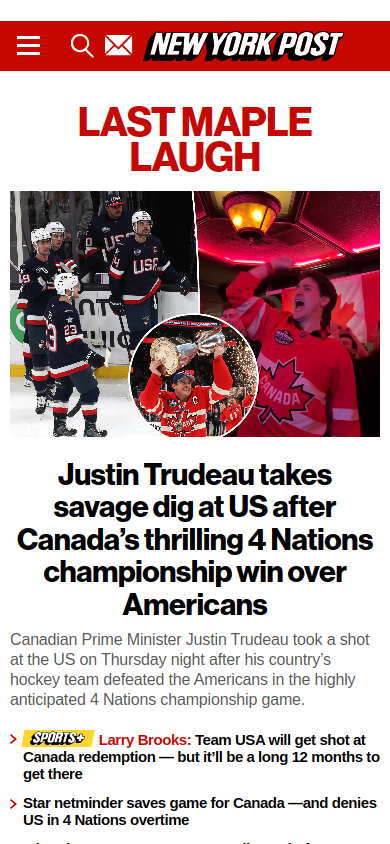 NEW YORK POST
LAST MAPLE
LAUGH
USA
23
CANADA
Justin Trudeau takes
savage dig at US after
Canada's thrilling 4 Nations
championship win over
Americans
Canadian Prime Minister Justin Trudeau took a shot
at the US on Thursday night after his country's
hockey team defeated the Americans in the highly
anticipated 4 Nations championship game.
SPORTS+ Larry Brooks: Team USA will get shot at
Canada redemption — but it'll be a long 12 months to
get there
Star netminder saves game for Canada —and denies
US in 4 Nations overtime